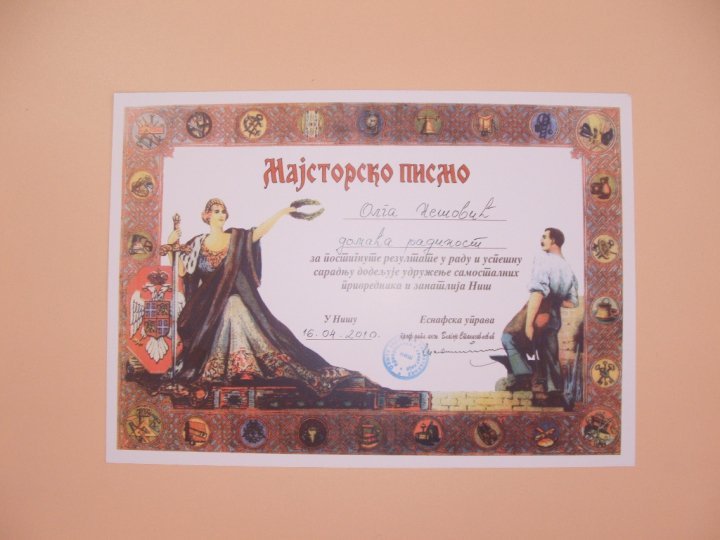 Мајсторско писмо
Олга Нешовић
домаћа радиност
за постигнуте резултате у раду и успешну
сарадњу додељује удружење самосталних
привредника и занатлија Ниш
У Нишу
Еснафска управа
16.04.2010.